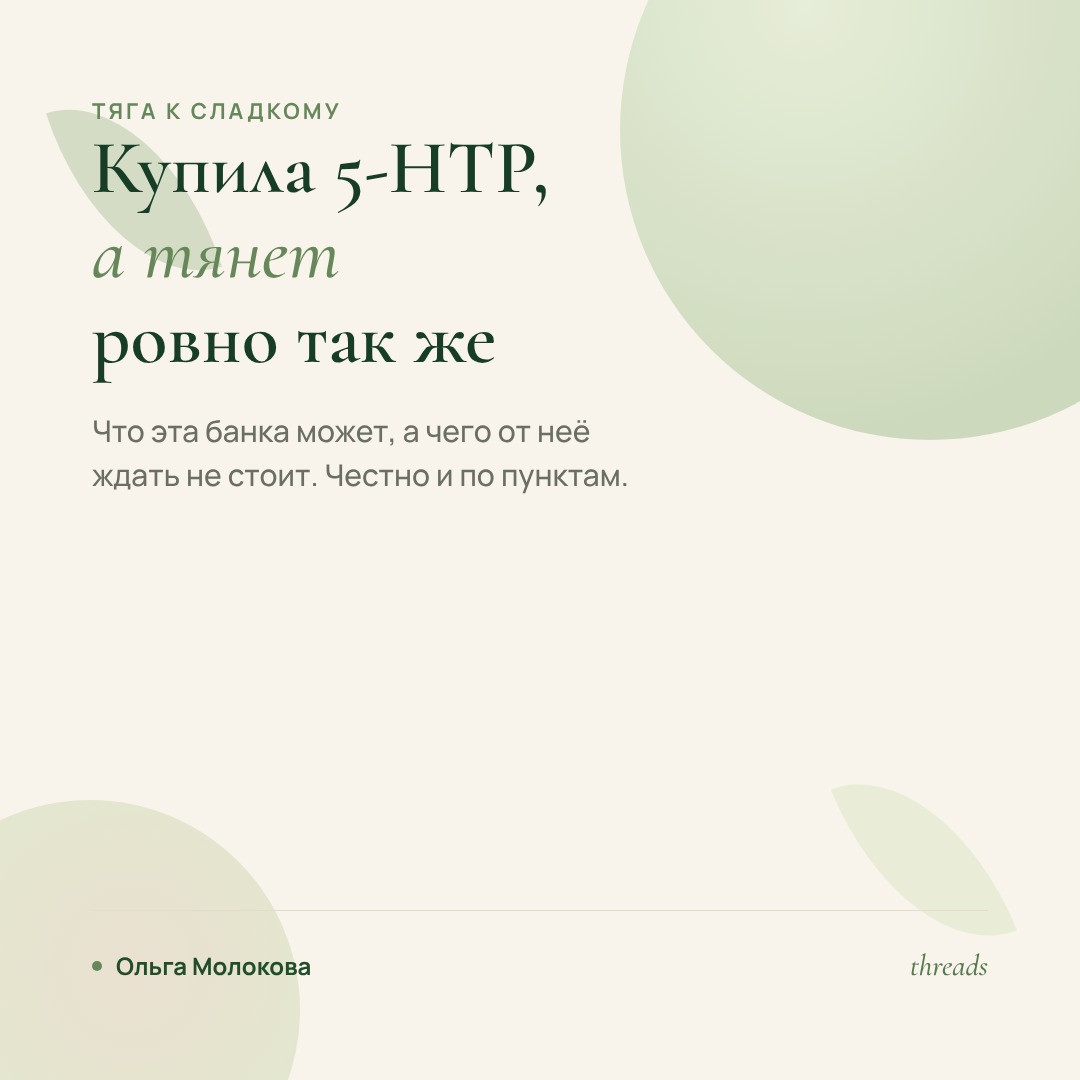 ТЯГА К СЛАДКОМУ
Купила 5-HTP,
а тянет
ровно так же
Что эта банка может, а чего от неё
ждать не стоит. Честно и по пунктам.
Ольга Молокова
threads